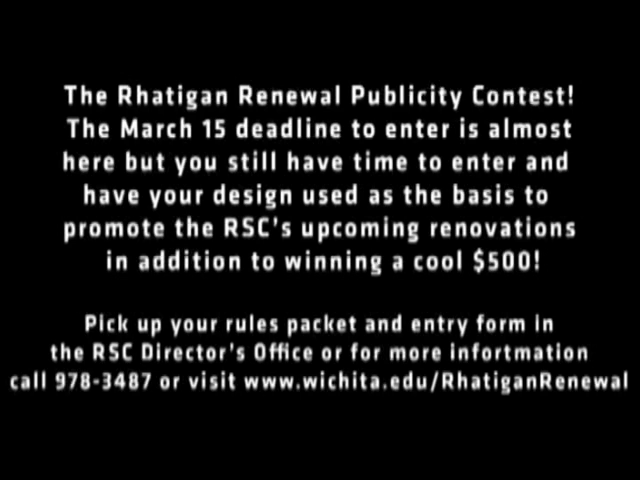 The Rhatigan Renewal Publicity Contest!
The March 15 deadline to enter is almost
here but you still have time to enter and
have your design used as the basis to
promote the RSC's upcoming renovations
in addition to winning a cool $500!
Pick up your rules packet and entry form in
the RSC Director's Office or for more infortmation
call 978-3487 or visit www.wichita.edu/RhatiganRenewal